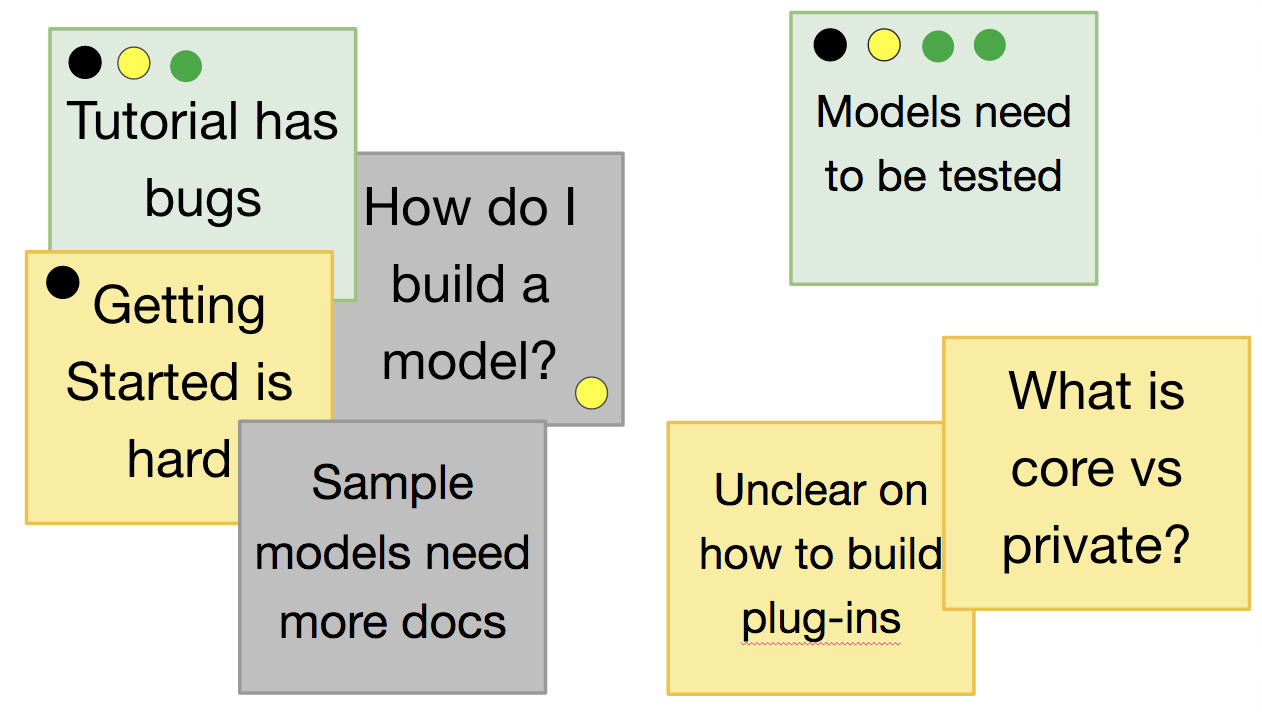 Tutorial has
bugs
How do I
build a
model?
Getting
Started is
hard
Sample
models need
more docs
Models need
to be tested
What is
core vs
private?
Unclear on
how to build
plug-ins